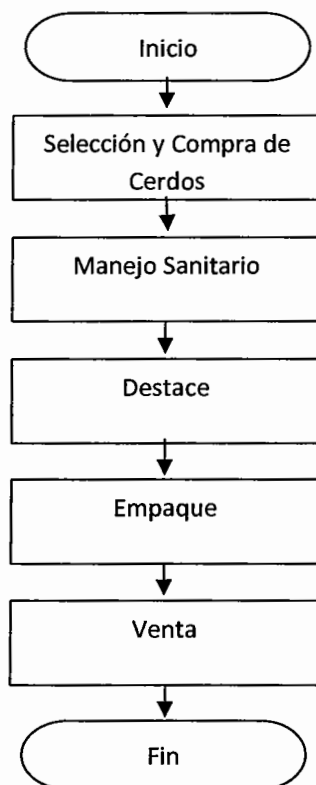 Inicio
Selección y Compra de
Cerdos
Manejo Sanitario
Destace
Empaque
Venta
Fin